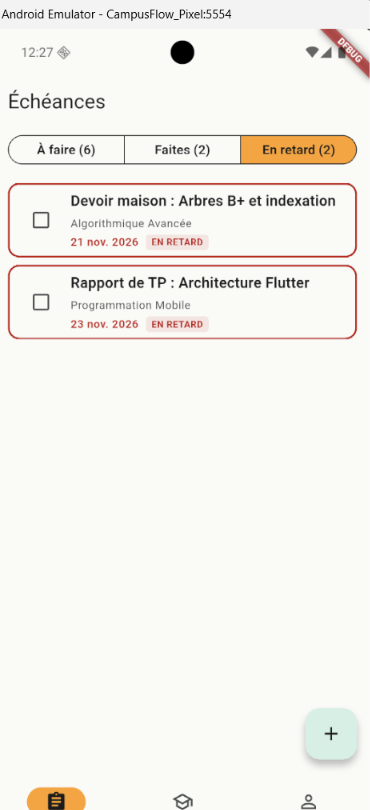 Android Emulator - CampusFlow_Pixel:5554
12:27
DEBUG
Échéances
À faire (6)
Faites (2)
En retard (2)
Devoir maison : Arbres B+ et indexation
Algorithmique Avancée
21 nov. 2026 EN RETARD
Rapport de TP : Architecture Flutter
Programmation Mobile
23 nov. 2026 EN RETARD
+